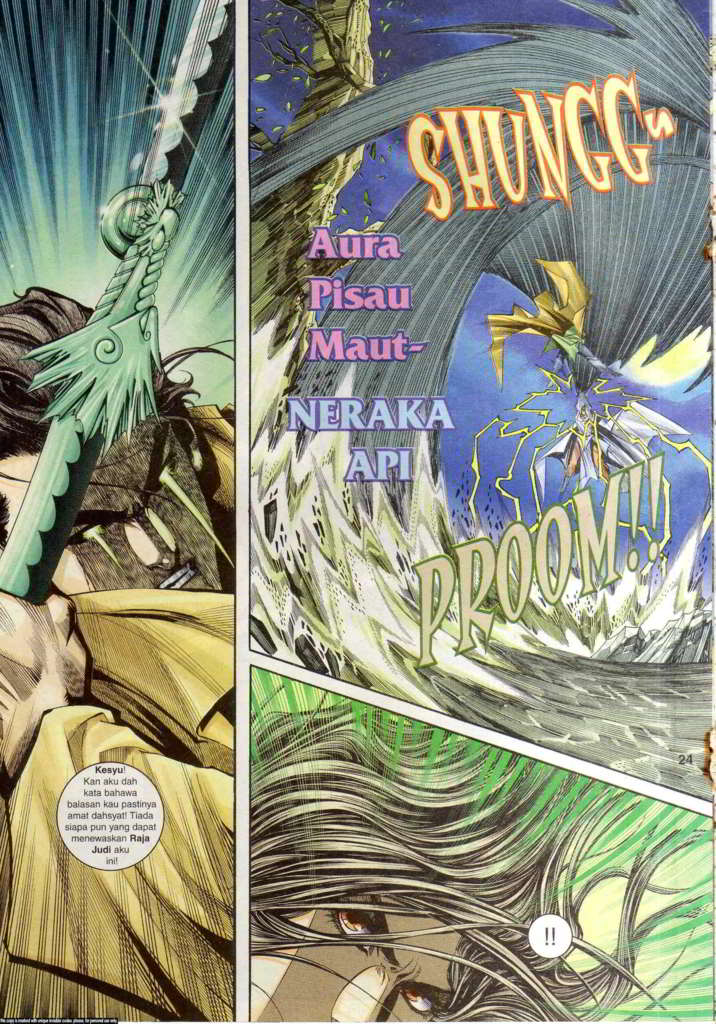 SHUNGGS
Aura
Pisau
Maut-
NERAKA
API
PROOM!!
24
Kesyu!
Kan aku dah
kata bahawa
balasan kau pastinya
amat dahsyat! Tiada
siapa pun yang dapat
menewaskan Raja
Judi aku
ini!
!!